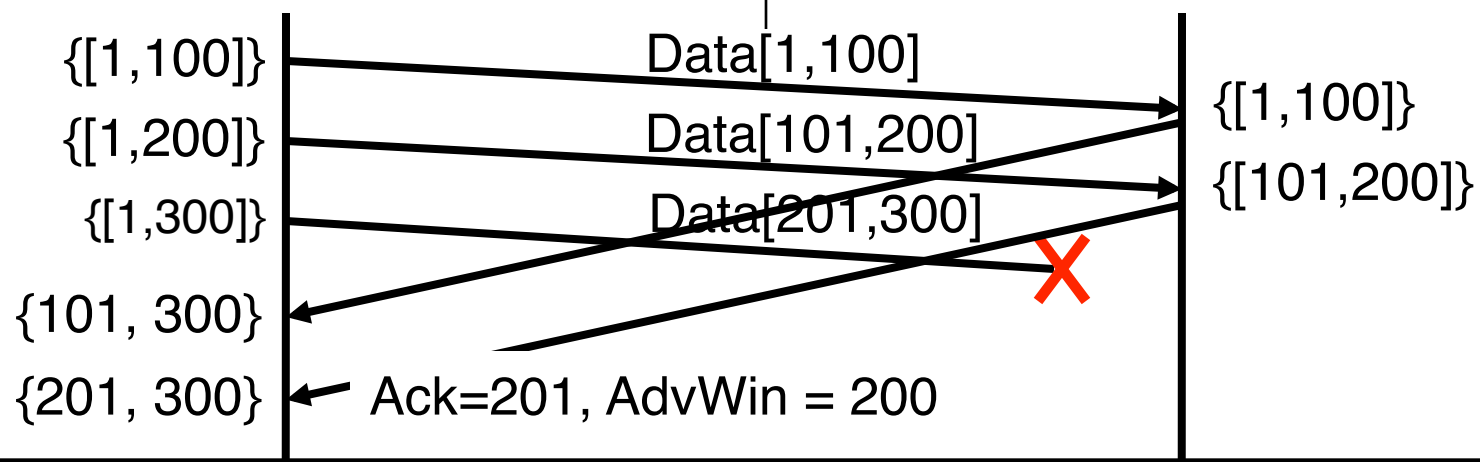 {[1,100]}
Data[1,100]
{[1,100]}
{[1,200]}
Data[101,200]
{[101,200]}
{[1,300]}
Data[201,300]
{101, 300}
{201, 300}
Ack=201, AdvWin = 200